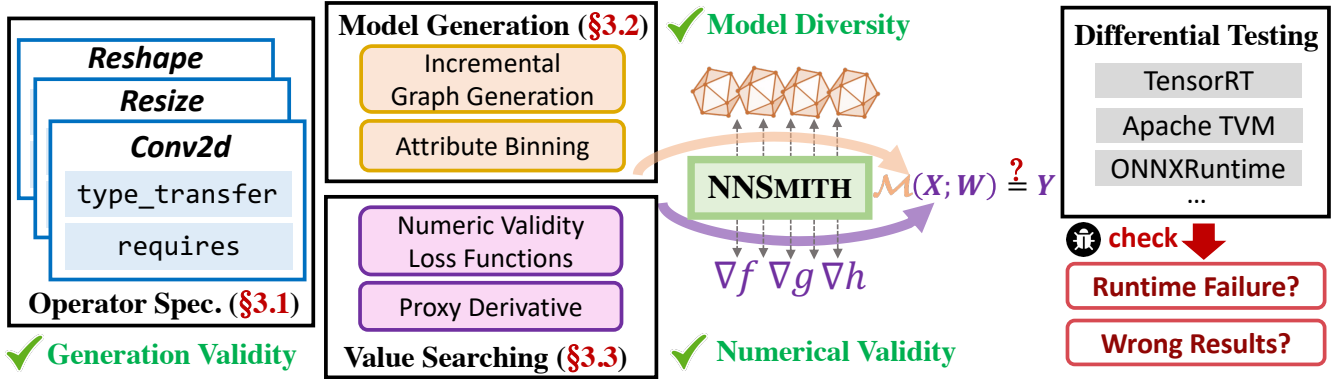 Reshape
Resize
Conv2d
type_transfer
requires
Operator Spec. (§3.1)
Generation Validity
Model Generation (§3.2)
Incremental
Graph Generation
Attribute Binning
Numeric Validity
Loss Functions
Proxy Derivative
Value Searching (§3.3)
Model Diversity
NNSMITH
ℳ(X;W) ≟ Y
∇f ∇g ∇h
Numerical Validity
Differential Testing
TensorRT
Apache TVM
ONNXRuntime
...
check
Runtime Failure?
Wrong Results?